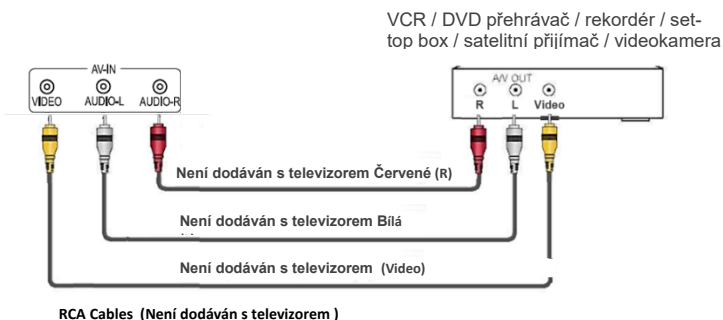 VCR / DVD přehrávač / rekordér / set-
top box / satelitní přijímač / videokamera
AV-IN
VIDEO AUDIO-L AUDIO-R
A/V OUT
R L Video
Není dodáván s televizorem Červené (R)
Není dodáván s televizorem Bílá
Není dodáván s televizorem (Video)
RCA Cables (Není dodáván s televizorem )